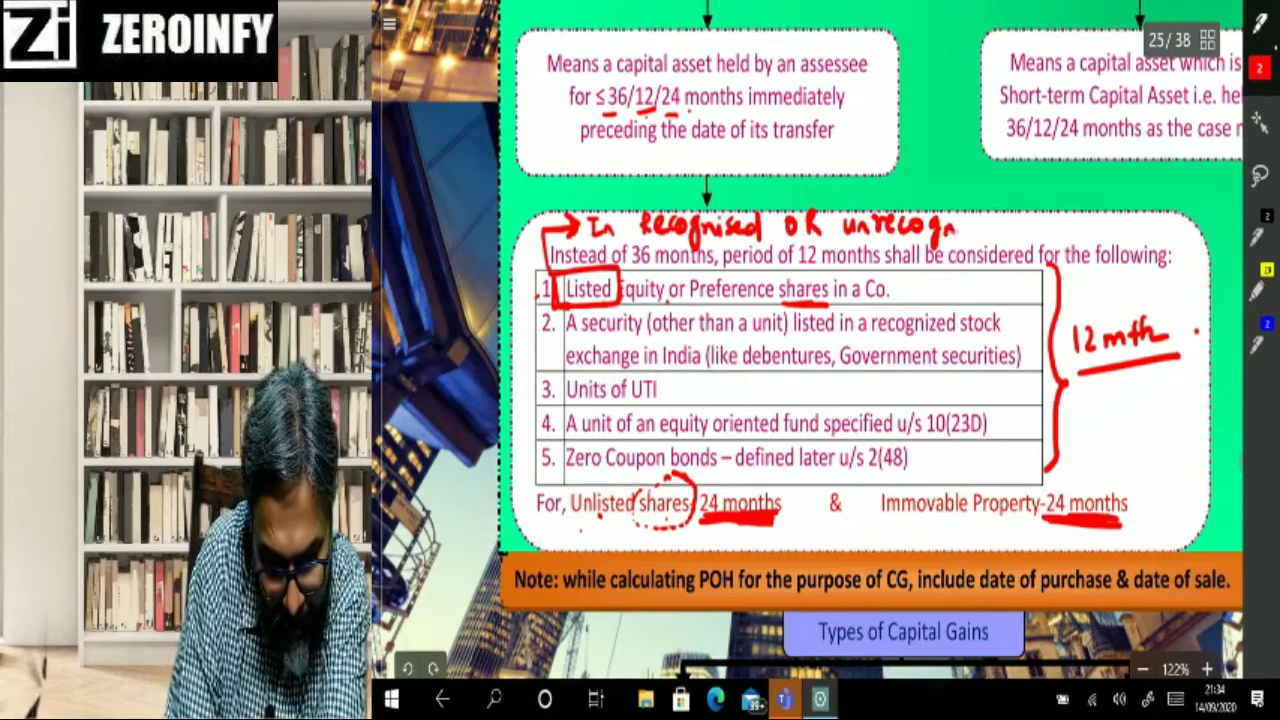 Zi ZEROINFY
25/ 38
Means a capital asset held by an assessee
for ≤ 36/12/24 months immediately
preceding the date of its transfer
Means a capital asset which is
Short-term Capital Asset i.e. hel
36/12/24 months as the case
In recognised or unrecogn
Instead of 36 months, period of 12 months shall be considered for the following:
1 Listed Equity or Preference shares in a Co.
2. A security (other than a unit) listed in a recognized stock
exchange in India (like debentures, Government securities)
3. Units of UTI
4. A unit of an equity oriented fund specified u/s 10(23D)
5. Zero Coupon bonds – defined later u/s 2(48)
12 mth
For, Unlisted shares- 24 months & Immovable Property-24 months
Note: while calculating POH for the purpose of CG, include date of purchase & date of sale.
Types of Capital Gains
122%
21:34
14/09/2020